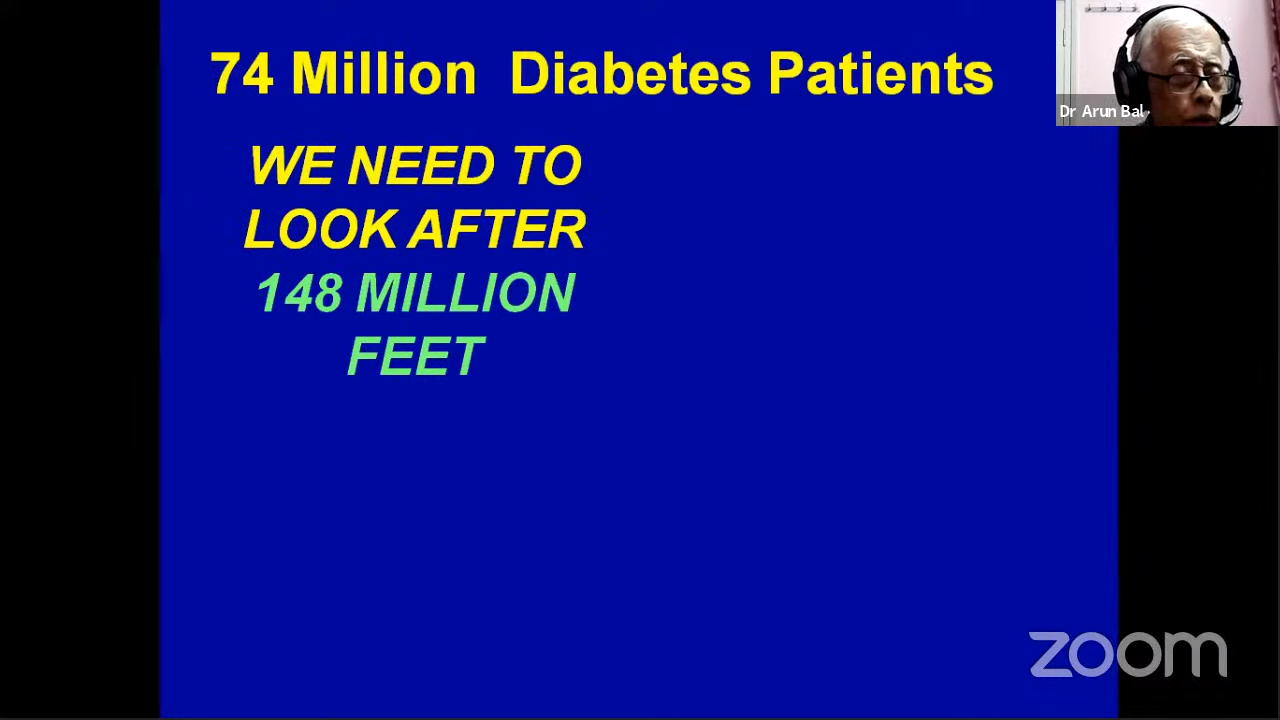 74 Million Diabetes Patients
Dr Arun Bal
WE NEED TO
LOOK AFTER
148 MILLION
FEET
zoom